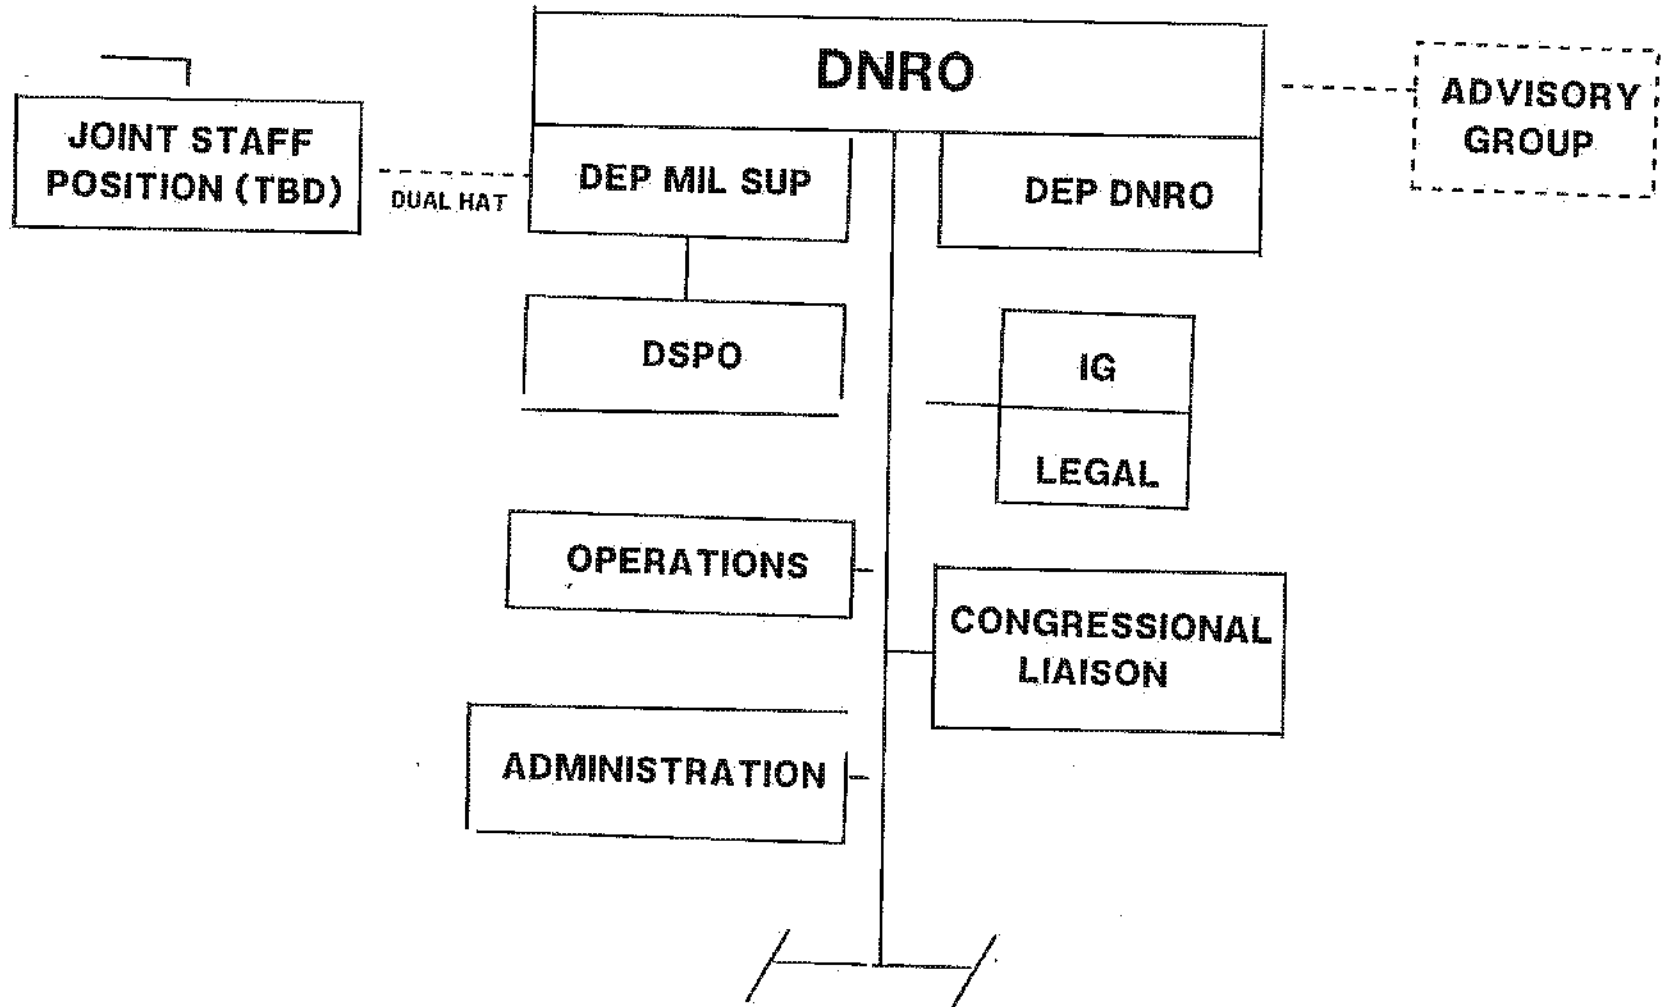 DNRO
ADVISORY
GROUP
JOINT STAFF
POSITION (TBD)
DUAL HAT
DEP MIL SUP
DEP DNRO
DSPO
IG
LEGAL
OPERATIONS
CONGRESSIONAL
LIAISON
ADMINISTRATION